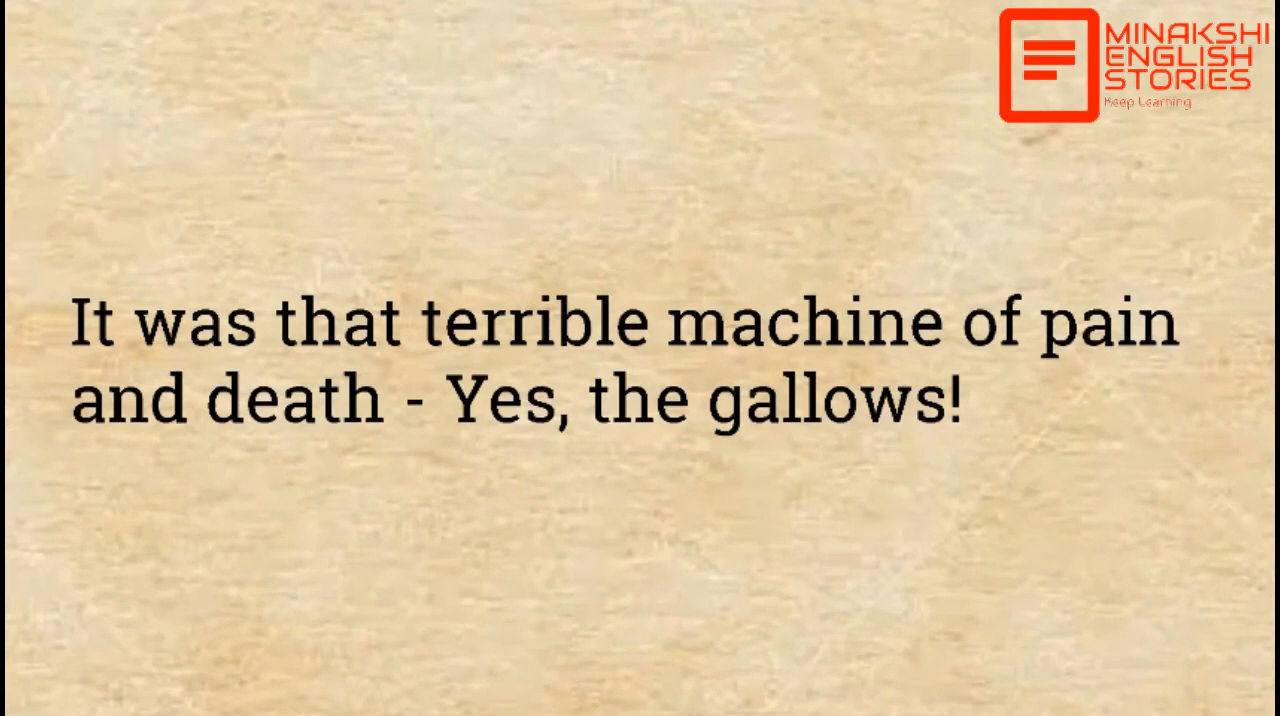 MINAKSHI
ENGLISH
STORIES
Keep Learning
It was that terrible machine of pain
and death - Yes, the gallows!